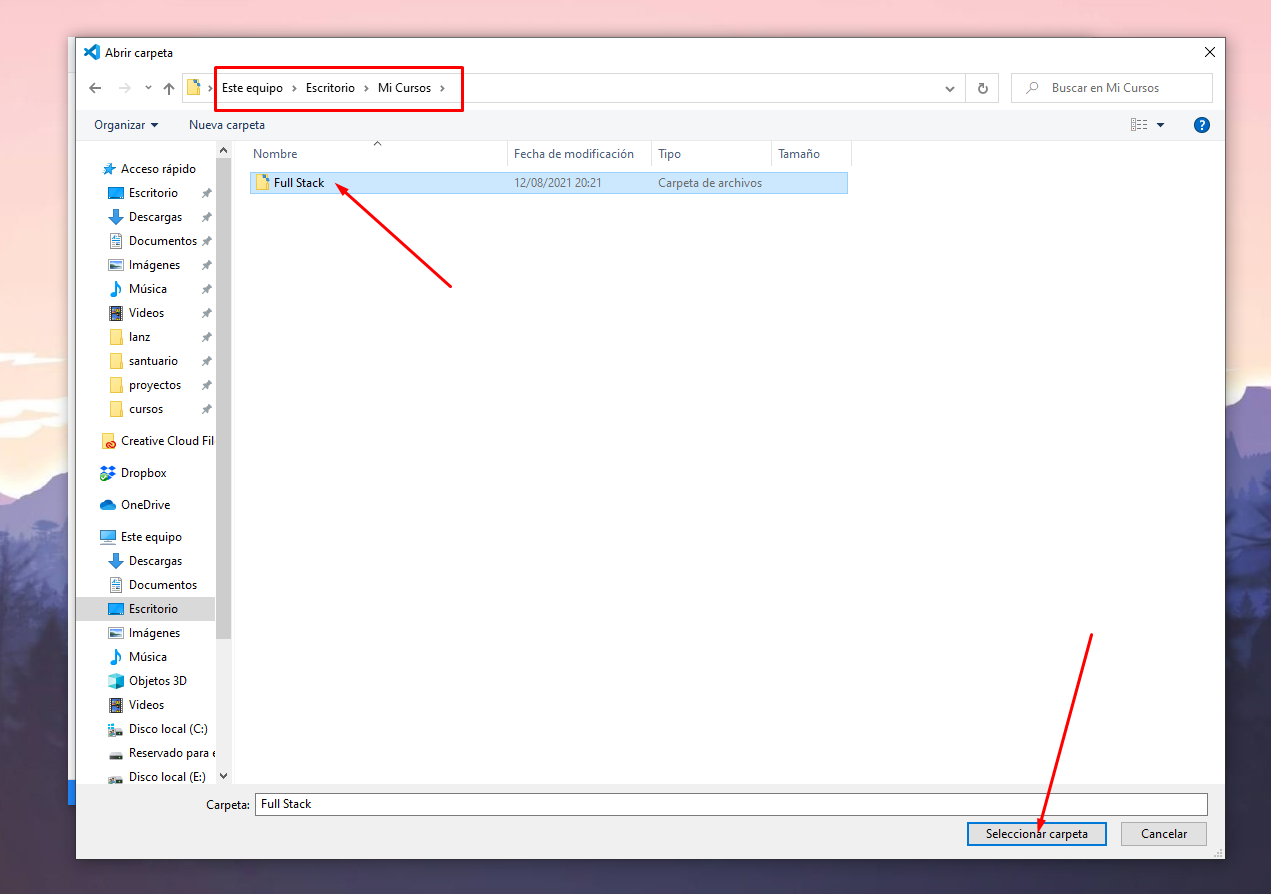 Abrir carpeta
Este equipo > Escritorio > Mi Cursos >
Buscar en Mi Cursos
Organizar
Nueva carpeta
?
Nombre
Fecha de modificación
Tipo
Tamaño
Full Stack
12/08/2021 20:21
Carpeta de archivos
Acceso rápido
Escritorio
Descargas
Documentos
Imágenes
Música
Videos
lanz
santuario
proyectos
cursos
Creative Cloud Fil
Dropbox
OneDrive
Este equipo
Descargas
Documentos
Escritorio
Imágenes
Música
Objetos 3D
Videos
Disco local (C:)
Reservado para e
Disco local (E:)
Carpeta:
Full Stack
Seleccionar carpeta
Cancelar